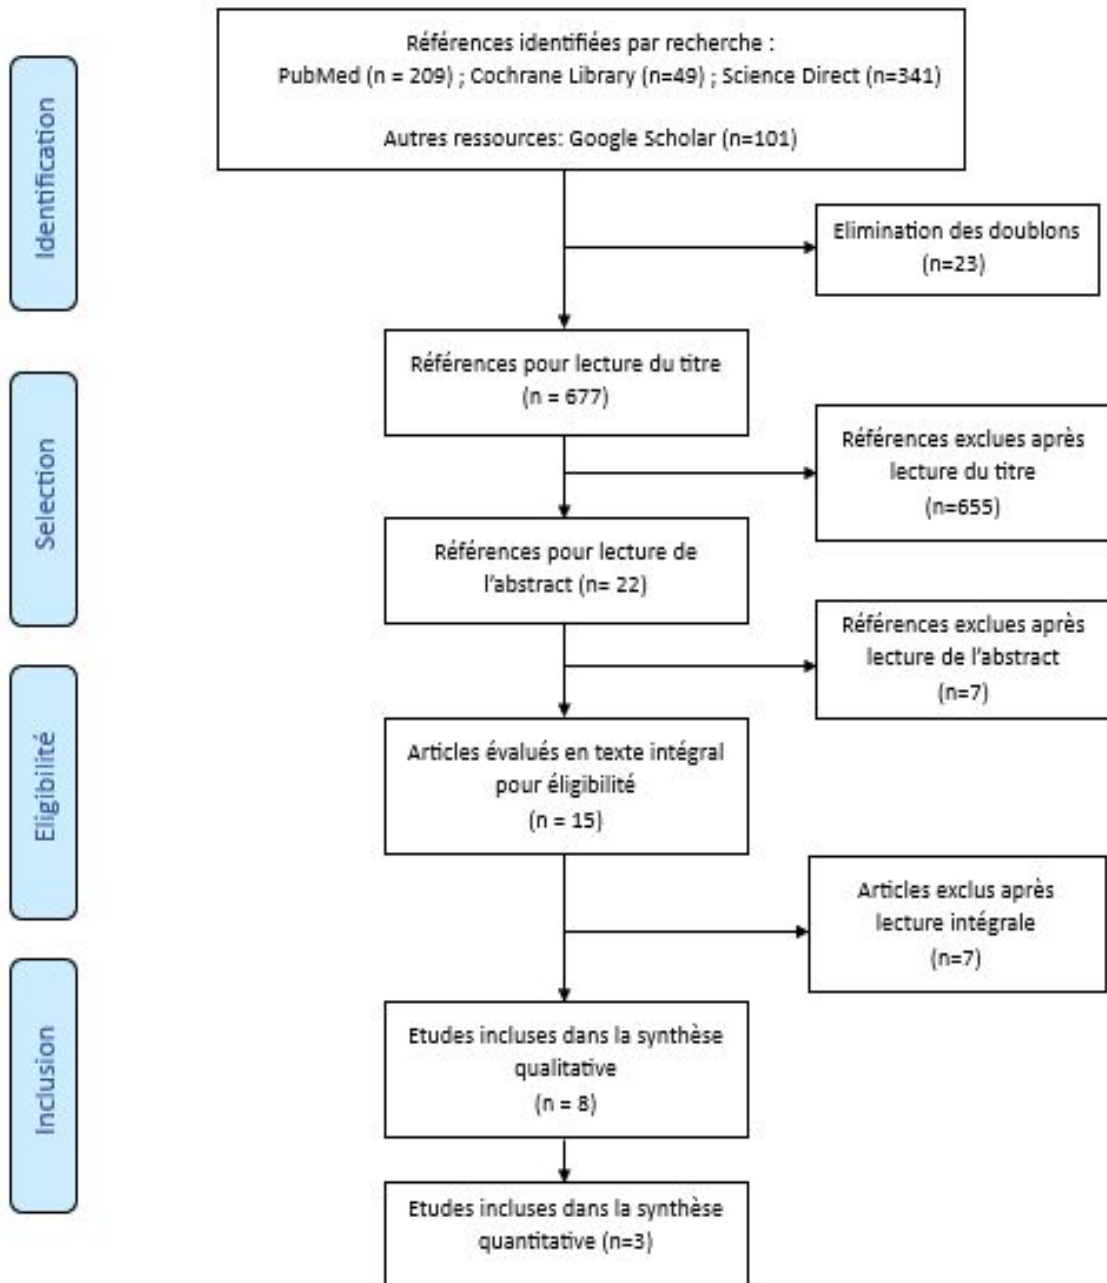 Références identifiées par recherche :
PubMed (n = 209) ; Cochrane Library (n=49) ; Science Direct (n=341)
Autres ressources: Google Scholar (n=101)
Identification
Elimination des doublons
(n=23)
Références pour lecture du titre
(n = 677)
Selection
Références exclues après
lecture du titre
(n=655)
Références pour lecture de
l'abstract (n= 22)
Références exclues après
lecture de l'abstract
(n=7)
Eligibilité
Articles évalués en texte intégral
pour éligibilité
(n = 15)
Articles exclus après
lecture intégrale
(n=7)
Inclusion
Etudes incluses dans la synthèse
qualitative
(n = 8)
Etudes incluses dans la synthèse
quantitative (n=3)